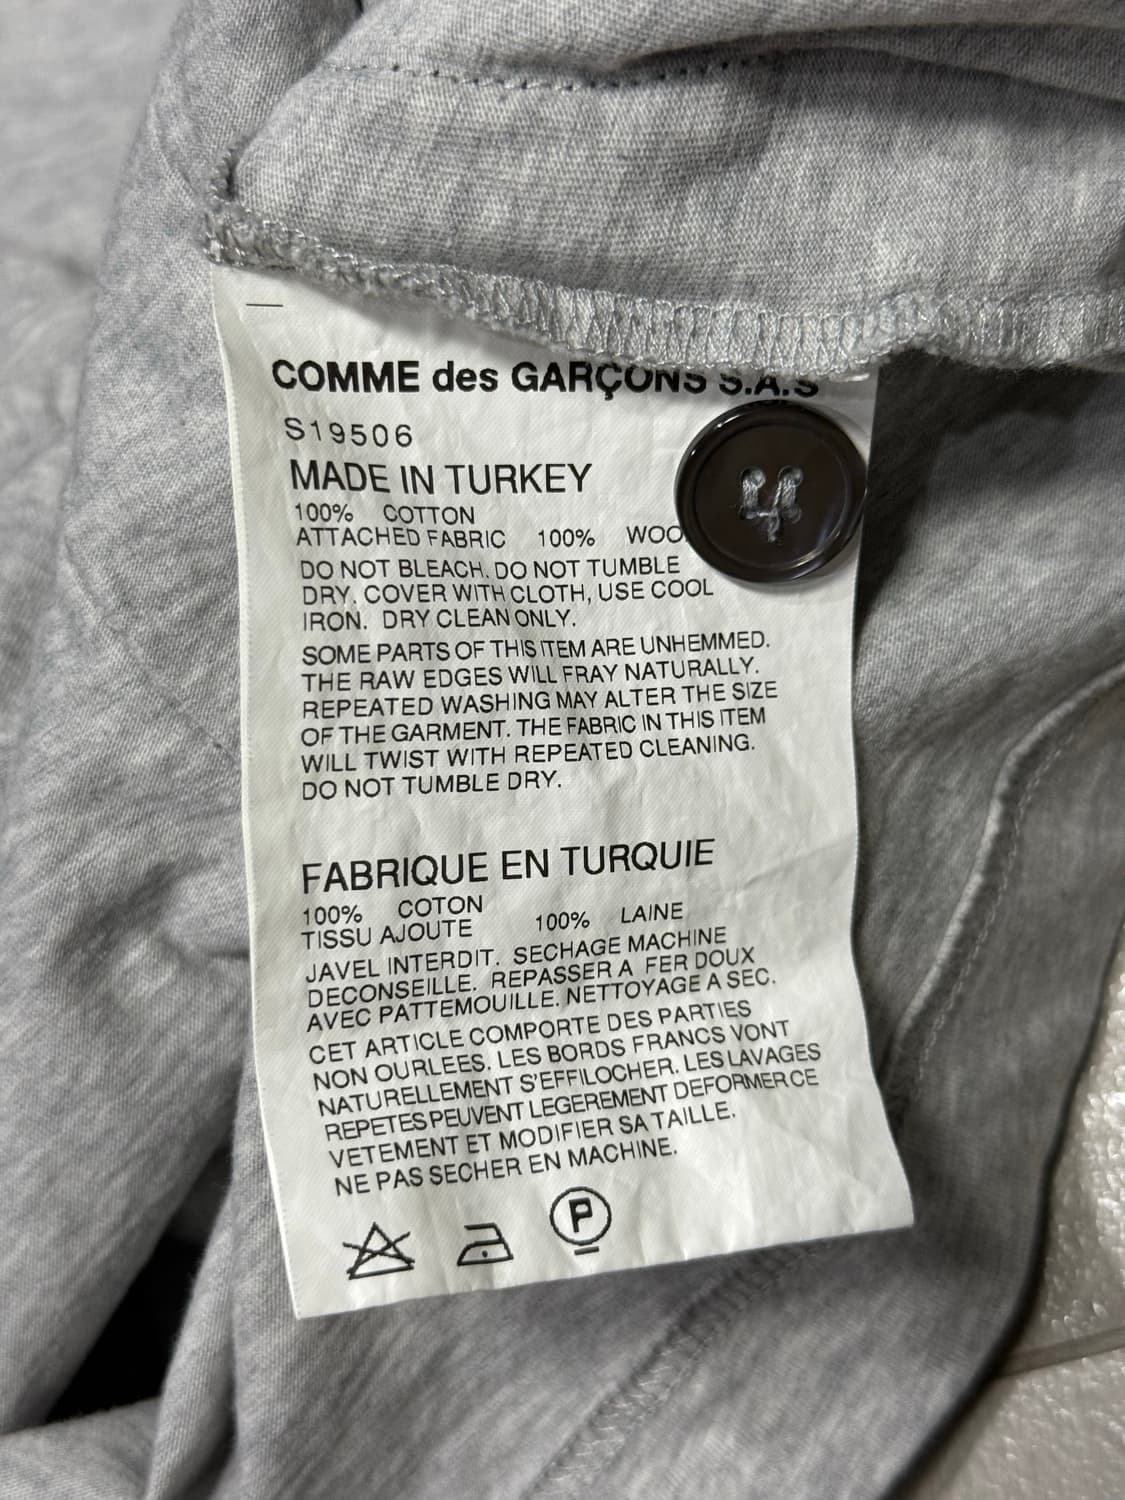 COMME des GARÇONS S.A.S
S19506
MADE IN TURKEY
100% COTTON
ATTACHED FABRIC 100% WOO
DO NOT BLEACH. DO NOT TUMBLE
DRY. COVER WITH CLOTH, USE COOL
IRON. DRY CLEAN ONLY.
SOME PARTS OF THIS ITEM ARE UNHEMMED.
THE RAW EDGES WILL FRAY NATURALLY.
REPEATED WASHING MAY ALTER THE SIZE
OF THE GARMENT. THE FABRIC IN THIS ITEM
WILL TWIST WITH REPEATED CLEANING.
DO NOT TUMBLE DRY.
FABRIQUE EN TURQUIE
100% COTON
TISSU AJOUTE 100% LAINE
JAVEL INTERDIT. SECHAGE MACHINE
DECONSEILLE. REPASSER A FER DOUX
AVEC PATTEMOUILLE. NETTOYAGE A SEC.
CET ARTICLE COMPORTE DES PARTIES
NON OURLEES. LES BORDS FRANCS VONT
NATURELLEMENT S'EFFILOCHER. LES LAVAGES
REPETES PEUVENT LEGEREMENT DEFORMER CE
VETEMENT ET MODIFIER SA TAILLE.
NE PAS SECHER EN MACHINE.
P